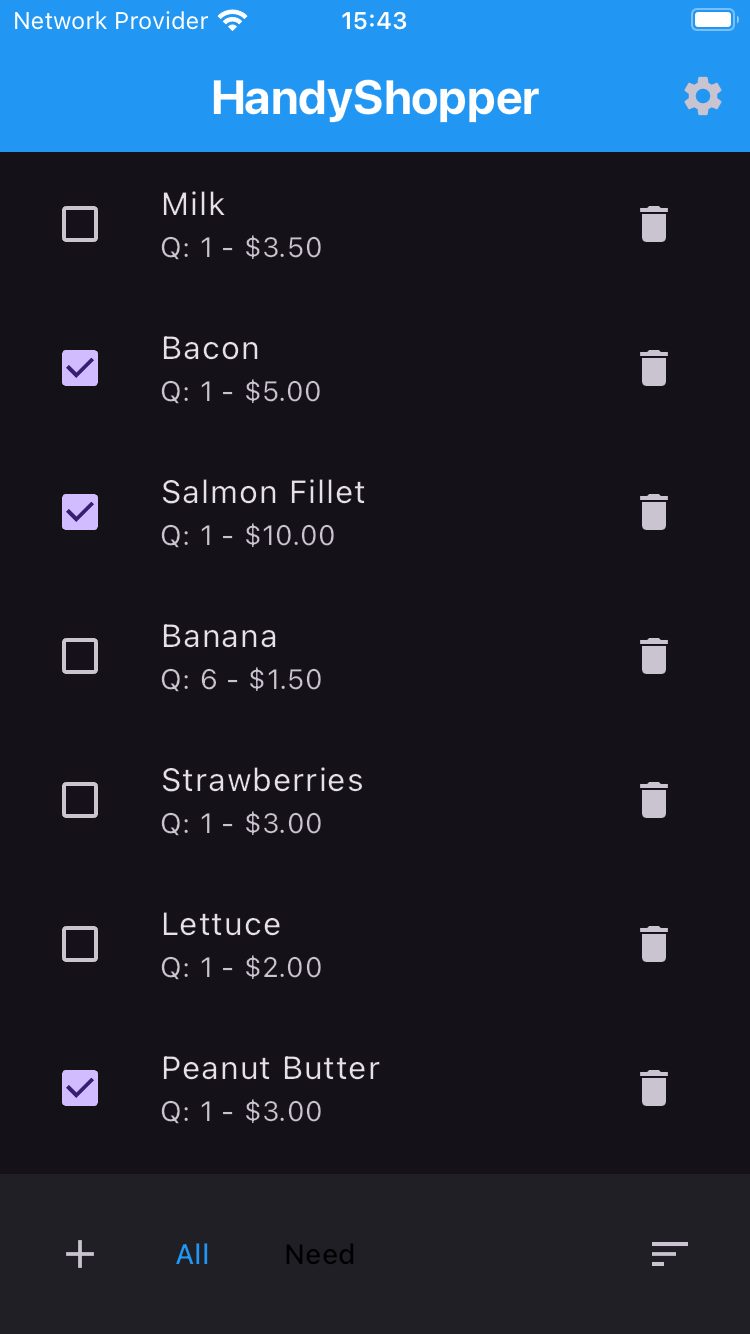 Network Provider 15:43
HandyShopper
Milk
Q: 1 - $3.50
Bacon
Q: 1 - $5.00
Salmon Fillet
Q: 1 - $10.00
Banana
Q: 6 - $1.50
Strawberries
Q: 1 - $3.00
Lettuce
Q: 1 - $2.00
Peanut Butter
Q: 1 - $3.00
All Need